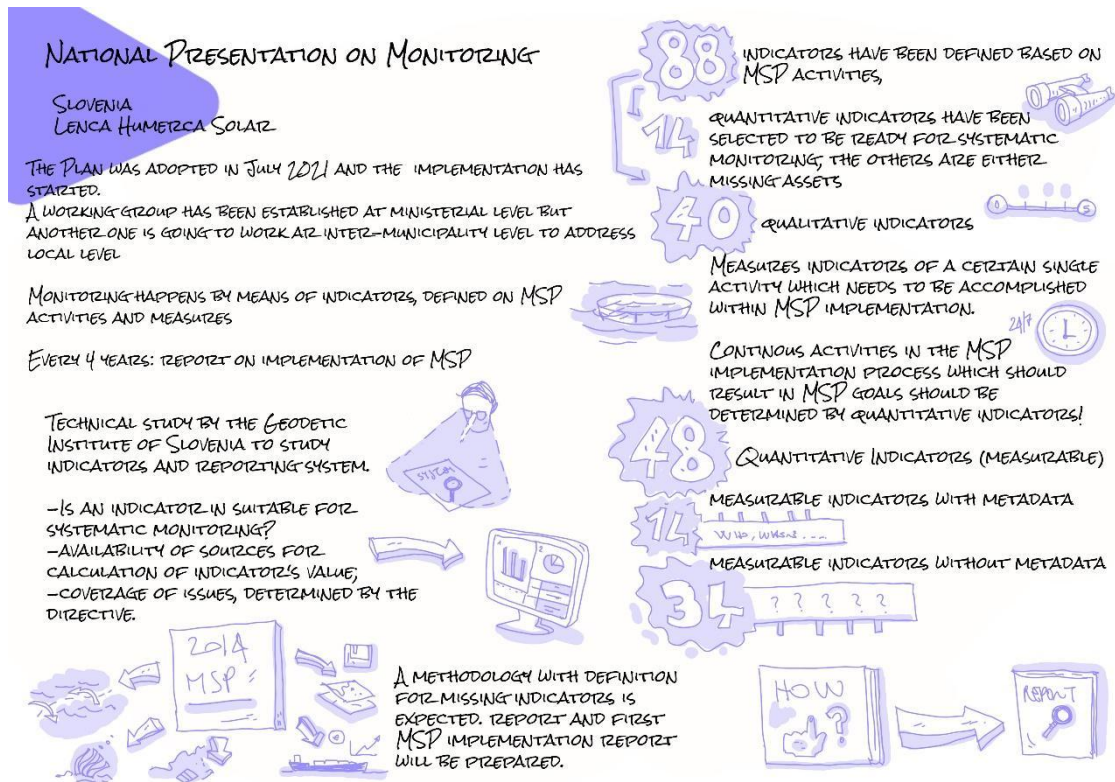 National Presentation on Monitoring
Slovenia
Lenca Humerca Solar
The Plan was adopted in July 2021 and the implementation has
started.
A working group has been established at ministerial level but
another one is going to work ar inter-municipality level to address
local level
Monitoring happens by means of indicators, defined on MSP
activities and measures
Every 4 years: report on implementation of MSP
Technical study by the Geodetic
Institute of Slovenia to study
indicators and reporting system.
-Is an indicator in suitable for
systematic monitoring?
-availability of sources for
calculation of indicator's value,
-coverage of issues, determined by the
directive.
System
2014
MSP
A methodology with definition
for missing indicators is
expected. report and first
MSP implementation report
will be prepared.
88
indicators have been defined based on
MSP activities,
14
quantitative indicators have been
selected to be ready for systematic
monitoring, the others are either
missing assets
40
qualitative indicators
0 5
Measures indicators of a certain single
activity which needs to be accomplished
within MSP implementation.
24/7
Continous activities in the MSP
implementation process which should
result in MSP goals should be
determined by quantitative indicators!
48
Quantitative Indicators (measurable)
measurable indicators with metadata
14
Who, When ....
measurable indicators without metadata
34
? ? ? ? ?
HOW
?
REPORT